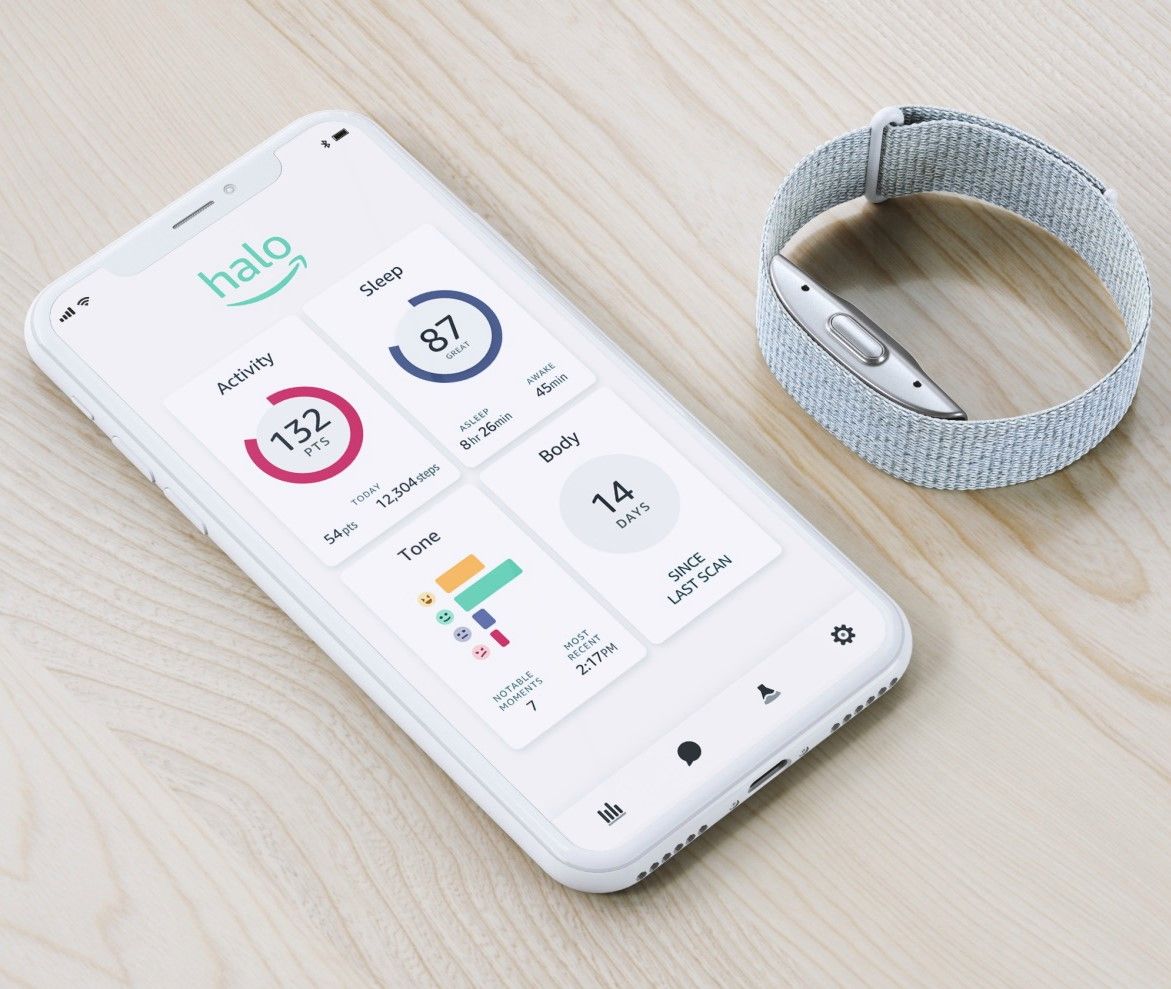 halo
Activity
132
PTS
TODAY
54pts
12,304 steps
Sleep
87
GREAT
ASLEEP
8hr 26min
AWAKE
45min
Tone
NOTABLE
MOMENTS
7
MOST
RECENT
2:17PM
Body
14
DAYS
SINCE
LAST SCAN